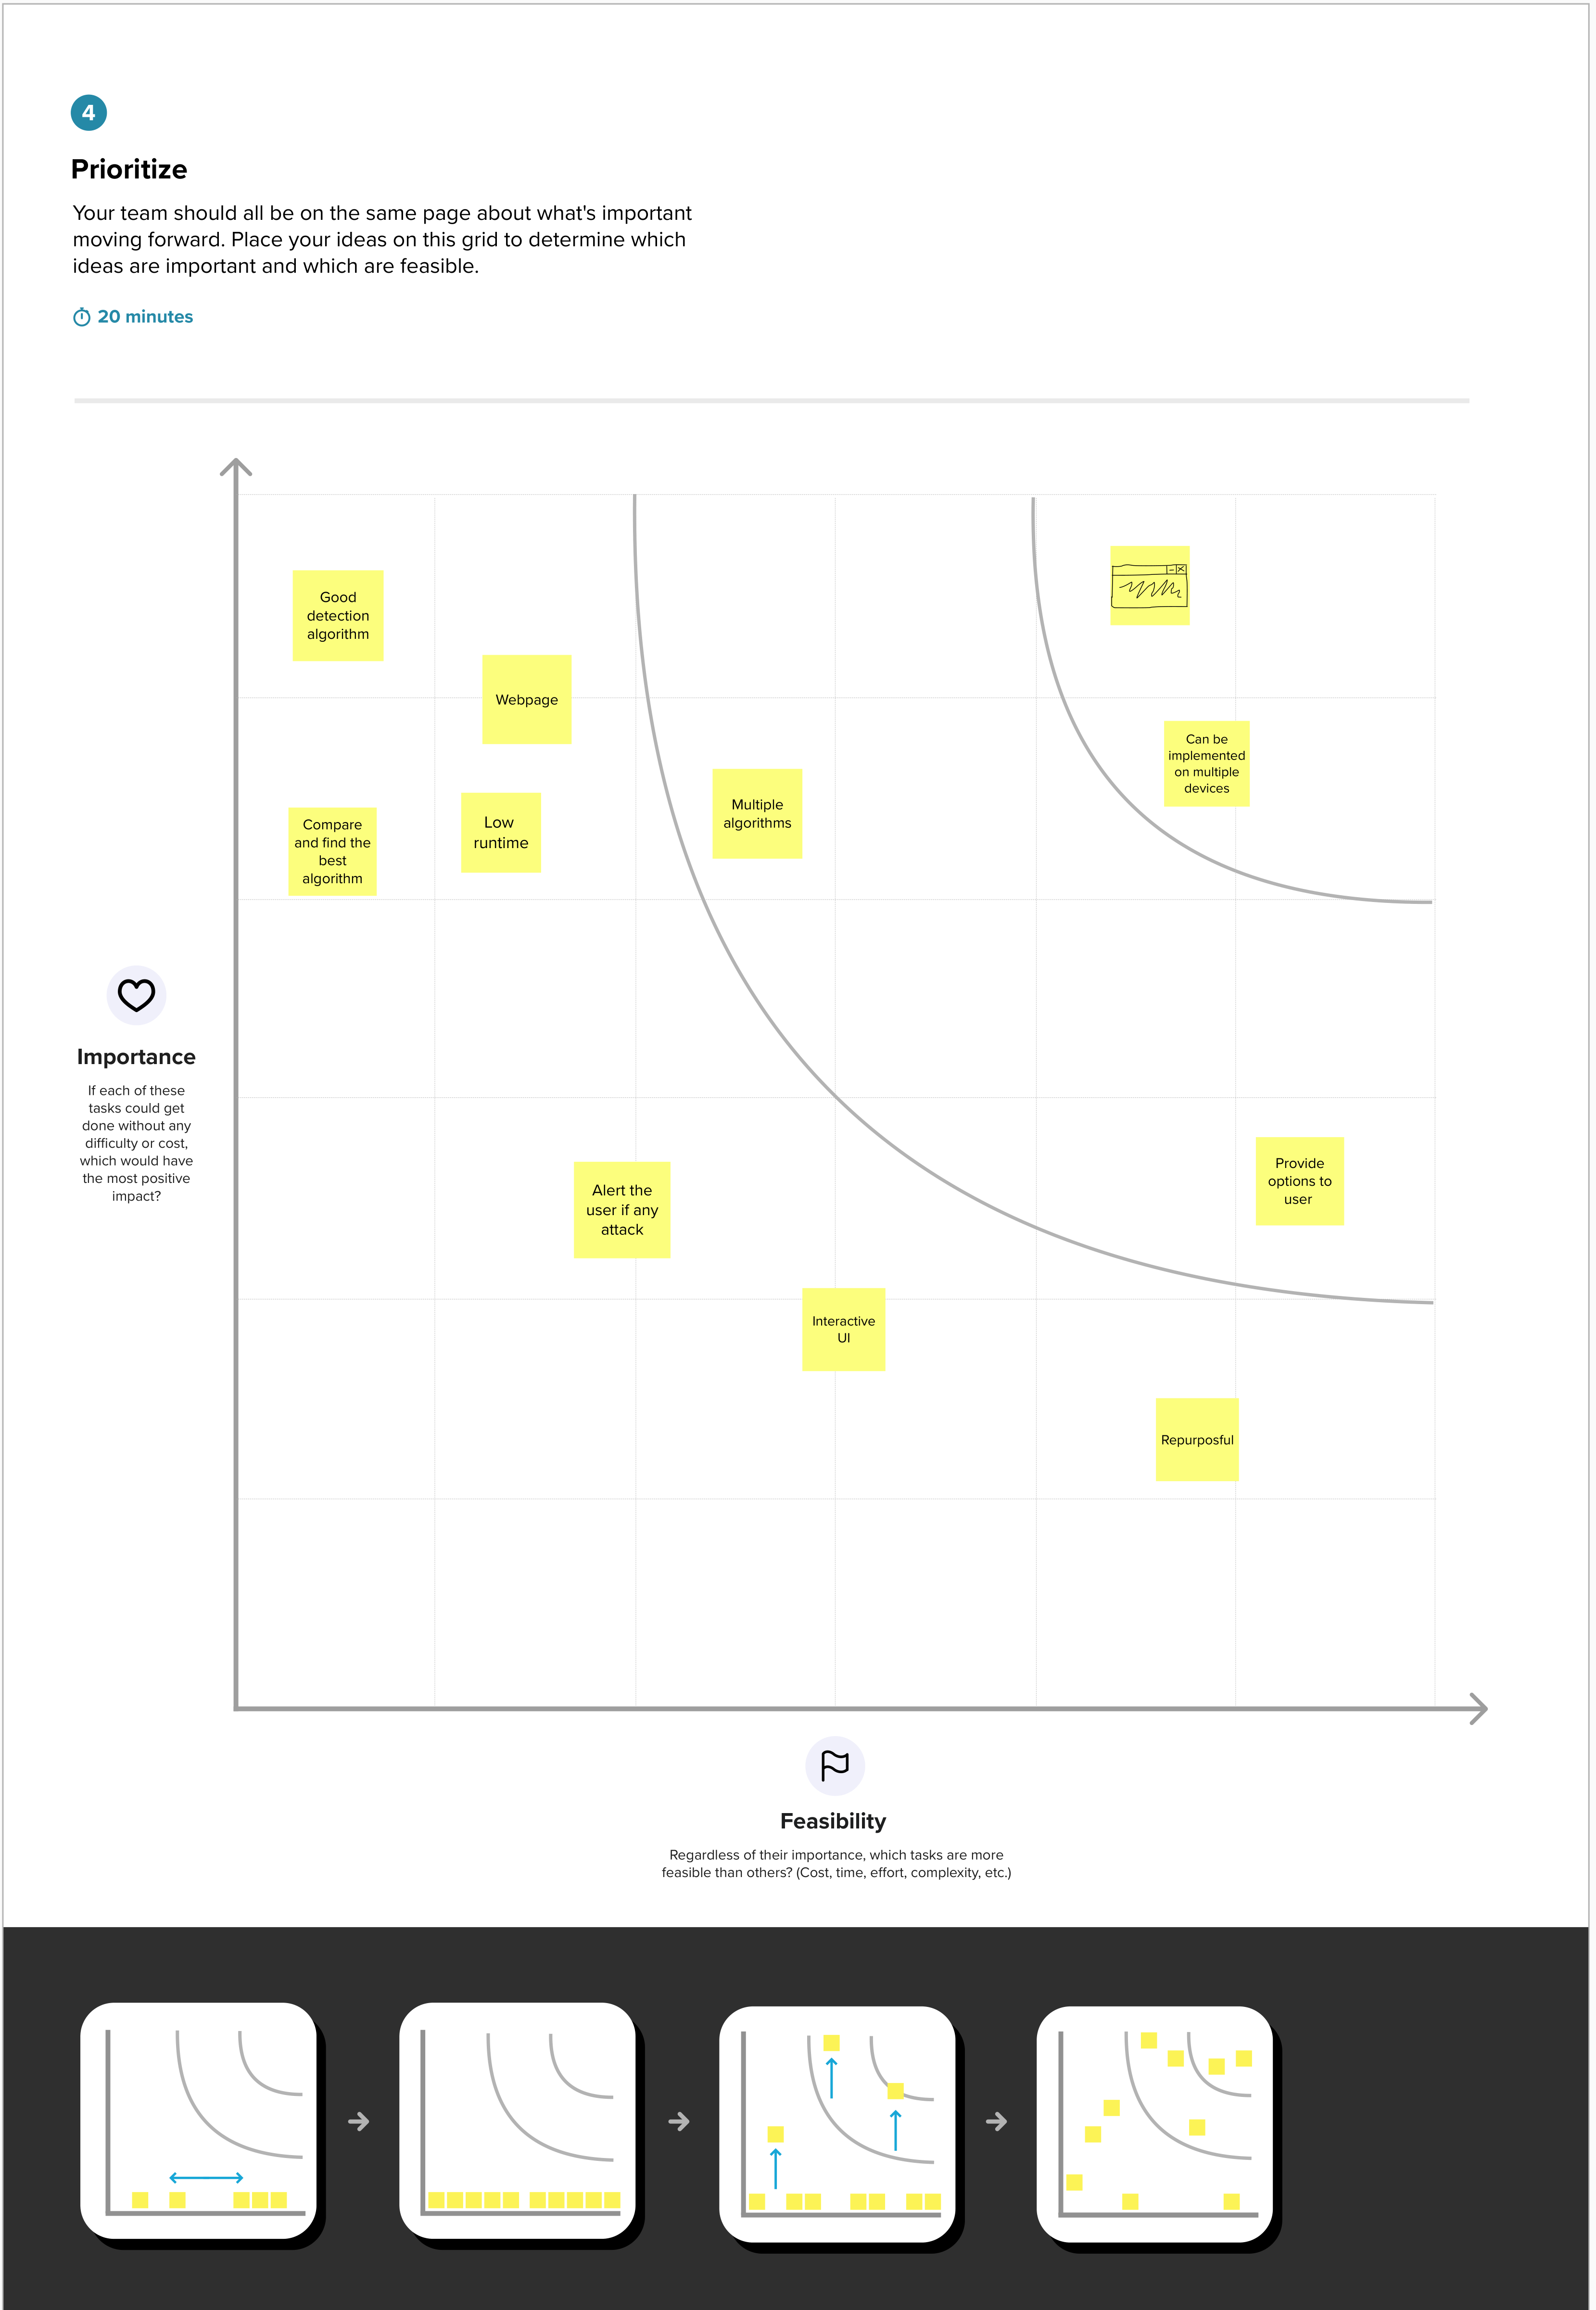 4
Prioritize
Your team should all be on the same page about what's important
moving forward. Place your ideas on this grid to determine which
ideas are important and which are feasible.
20 minutes
Good
detection
algorithm
Webpage
Can be
implemented
on multiple
devices
Multiple
algorithms
Low
runtime
Compare
and find the
best
algorithm
Importance
If each of these
tasks could get
done without any
difficulty or cost,
which would have
the most positive
impact?
Alert the
user if any
attack
Provide
options to
user
Interactive
UI
Repurposful
Feasibility
Regardless of their importance, which tasks are more
feasible than others? (Cost, time, effort, complexity, etc.)